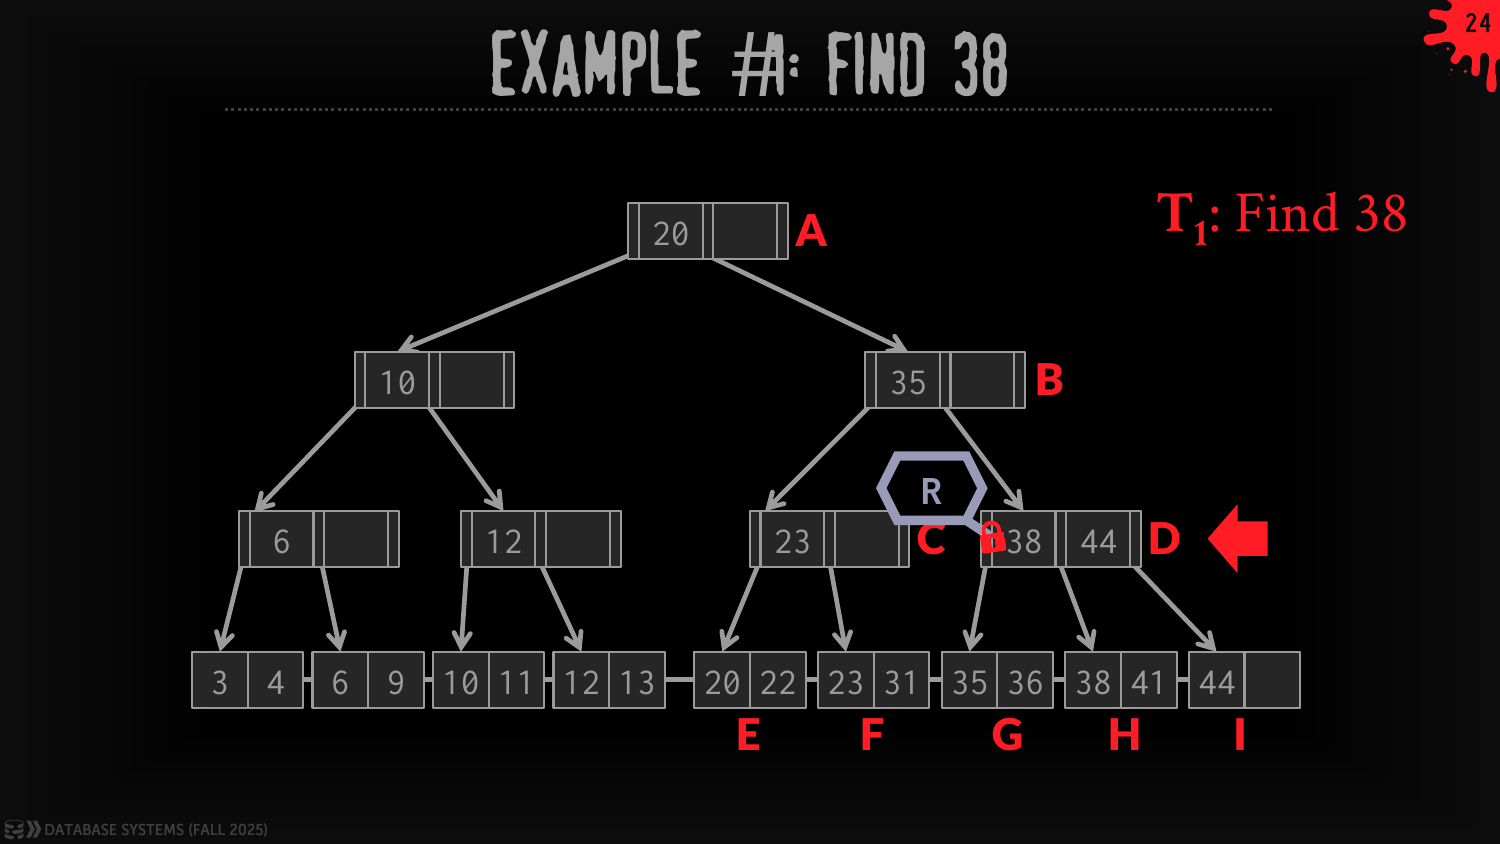 24
EXAMPLE #1: FIND 38
T1: Find 38
20 A
10 35 B
R
6 12 23 C 38 44 D
3 4 6 9 10 11 12 13 20 22 23 31 35 36 38 41 44
E F G H I
DATABASE SYSTEMS (FALL 2025)